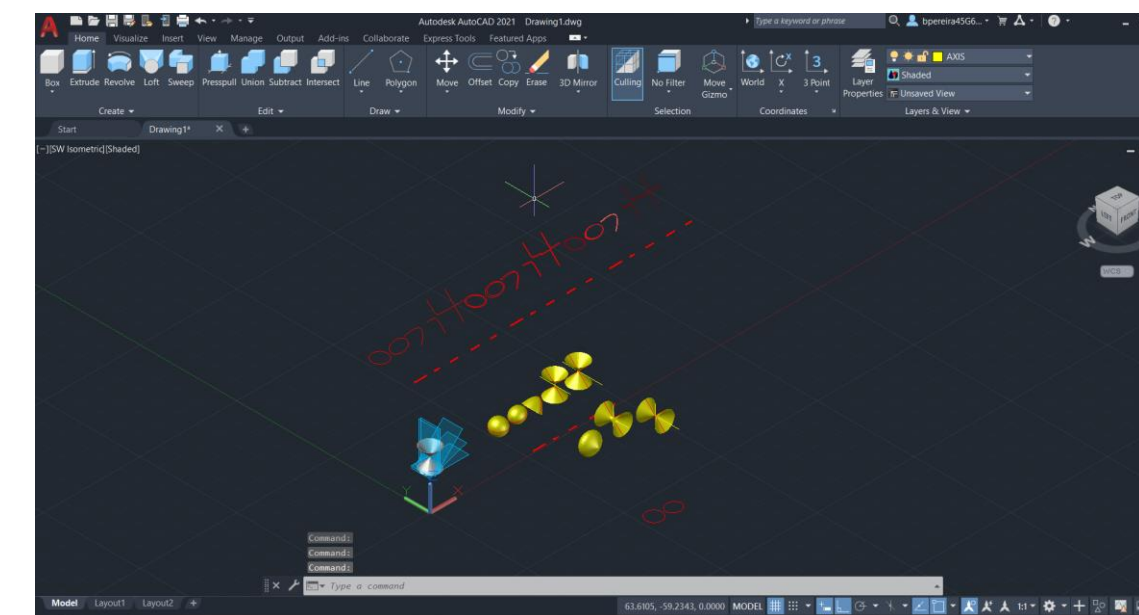 Autodesk AutoCAD 2021 Drawing1.dwg
Type a keyword or phrase
bpereira45G6...
Home Visualize Insert View Manage Output Add-ins Collaborate Express Tools Featured Apps
Box Extrude Revolve Loft Sweep Presspull Union Subtract Intersect Line Polygon Move Offset Copy Erase 3D Mirror Culling No Filter Move Gizmo World X 3 Point Layer Properties
AXIS
Shaded
Unsaved View
Create Edit Draw Modify Selection Coordinates Layers & View
Start Drawing1* +
[−][SW Isometric][Shaded]
TOP
LEFT FRONT
W
WCS
Y X
Command:
Command:
Command:
Type a command
Model Layout1 Layout2 +
63.6105, -59.2343, 0.0000 MODEL 1:1